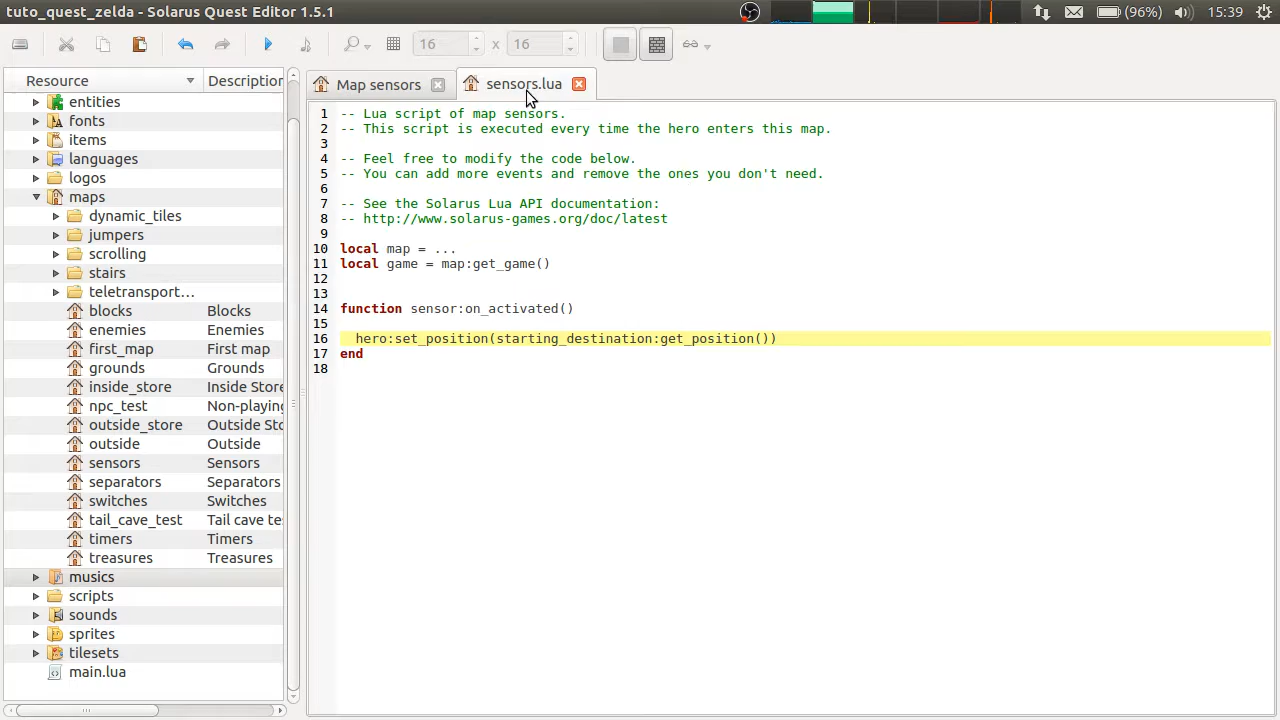 tuto_quest_zelda - Solarus Quest Editor 1.5.1
(96%)
15:39
16
x
16
Resource
Description
entities
fonts
items
languages
logos
maps
dynamic_tiles
jumpers
scrolling
stairs
teletransport...
blocks Blocks
enemies Enemies
first_map First map
grounds Grounds
inside_store Inside Store
npc_test Non-playing
outside_store Outside Sto
outside Outside
sensors Sensors
separators Separators
switches Switches
tail_cave_test Tail cave te
timers Timers
treasures Treasures
musics
scripts
sounds
sprites
tilesets
main.lua
Map sensors
sensors.lua
1 -- Lua script of map sensors.
2 -- This script is executed every time the hero enters this map.
3
4 -- Feel free to modify the code below.
5 -- You can add more events and remove the ones you don't need.
6
7 -- See the Solarus Lua API documentation:
8 -- http://www.solarus-games.org/doc/latest
9
10 local map = ...
11 local game = map:get_game()
12
13
14 function sensor:on_activated()
15
16 hero:set_position(starting_destination:get_position())
17 end
18